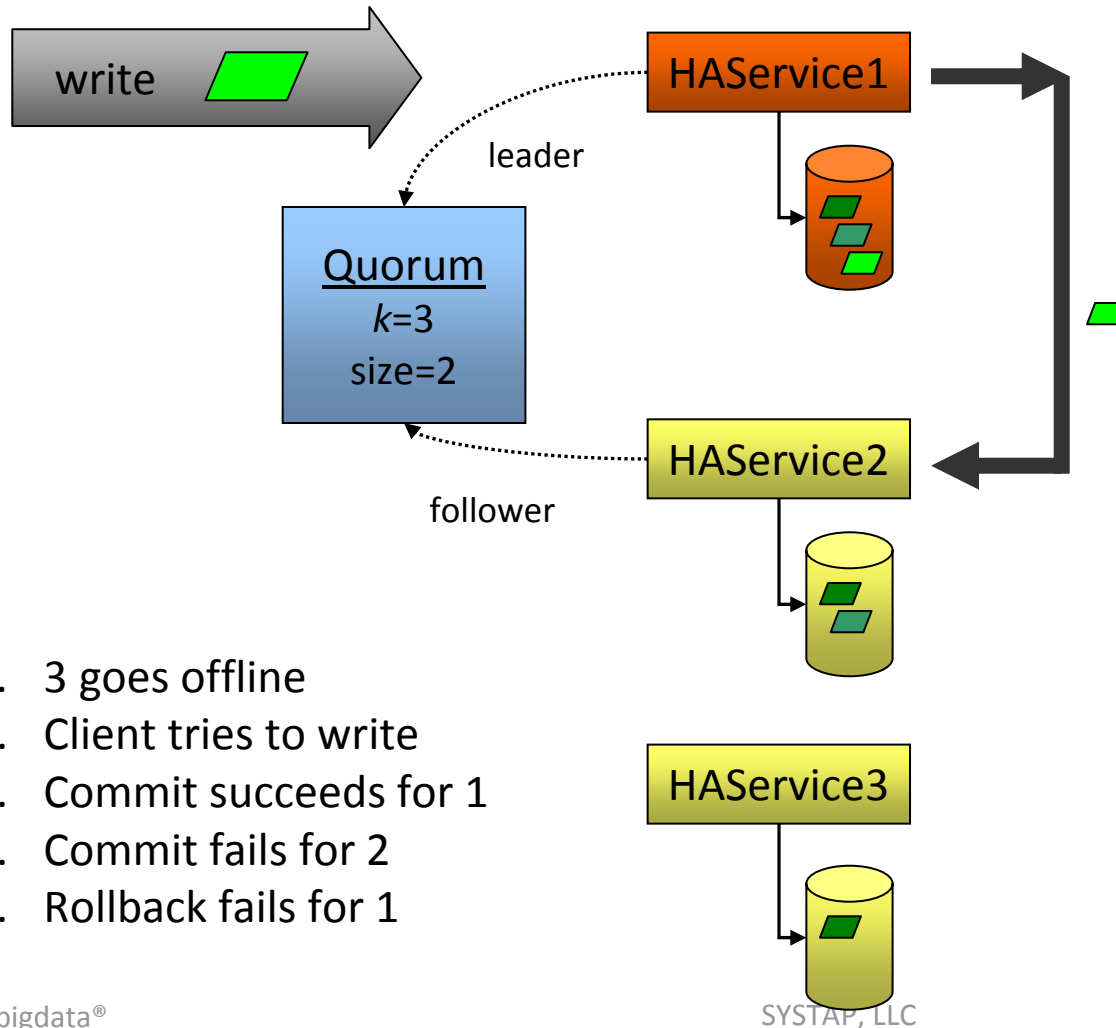 write
HAService1
leader
Quorum
k=3
size=2
HAService2
follower
. 3 goes offline
. Client tries to write
. Commit succeeds for 1
. Commit fails for 2
. Rollback fails for 1
HAService3
bigdata®
SYSTAP, LLC